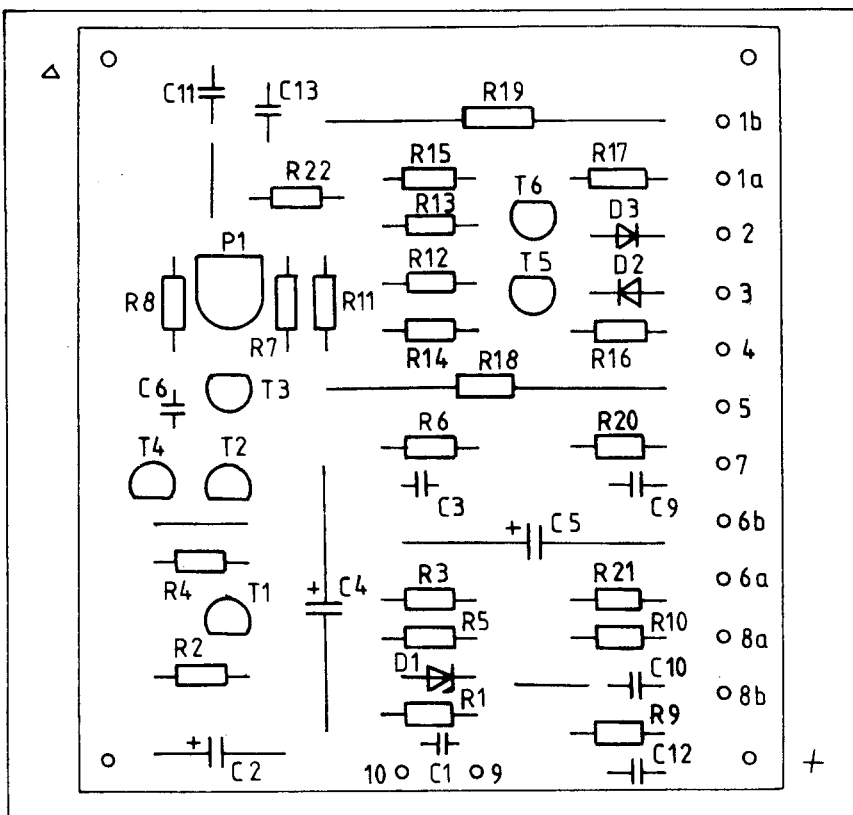 C11
C13
R19
1b
R15
R17
1a
R22
T6
R13
D3
2
P1
R12
T5
D2
3
R8
R11
R7
R14
R16
4
C6
T3
R18
5
T4
T2
R6
R20
7
C3
C9
+ C5
6b
R4
T1
+ C4
R3
R21
6a
R5
R10
8a
R2
D1
C10
8b
R1
R9
+
C2
10
C1
9
C12
+